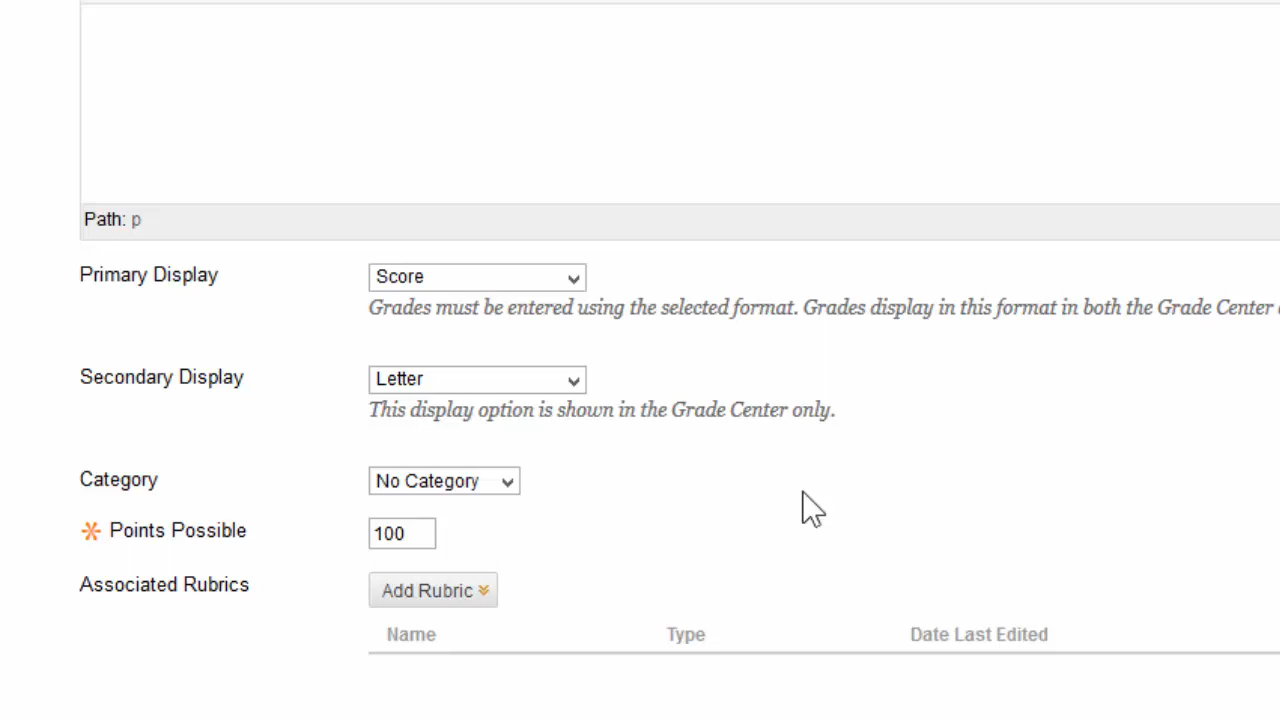 Path: p
Primary Display
Score
Grades must be entered using the selected format. Grades display in this format in both the Grade Center
Secondary Display
Letter
This display option is shown in the Grade Center only.
Category
No Category
Points Possible
100
Associated Rubrics
Add Rubric
Name Type Date Last Edited